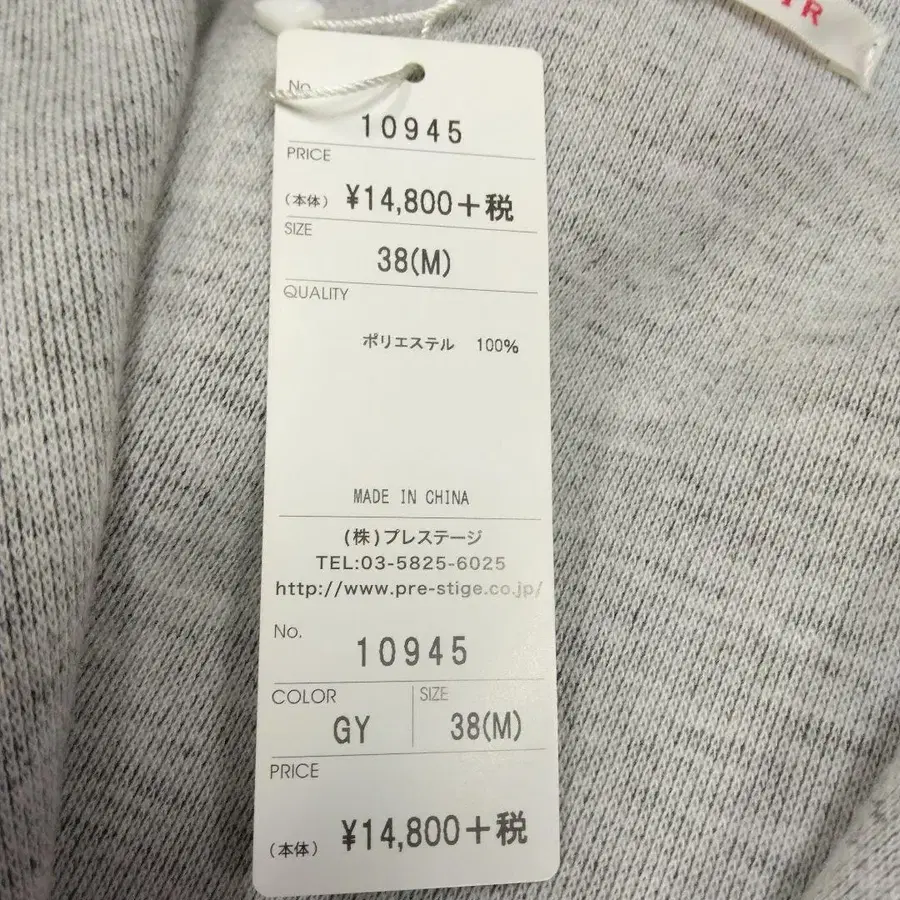 No.
10945
PRICE
(本体) ¥14,800+税
SIZE
38(M)
QUALITY
ポリエステル 100%
MADE IN CHINA
(株)プレステージ
TEL:03-5825-6025
http://www.pre-stige.co.jp/
No.
10945
COLOR SIZE
GY 38(M)
PRICE
(本体) ¥14,800+税